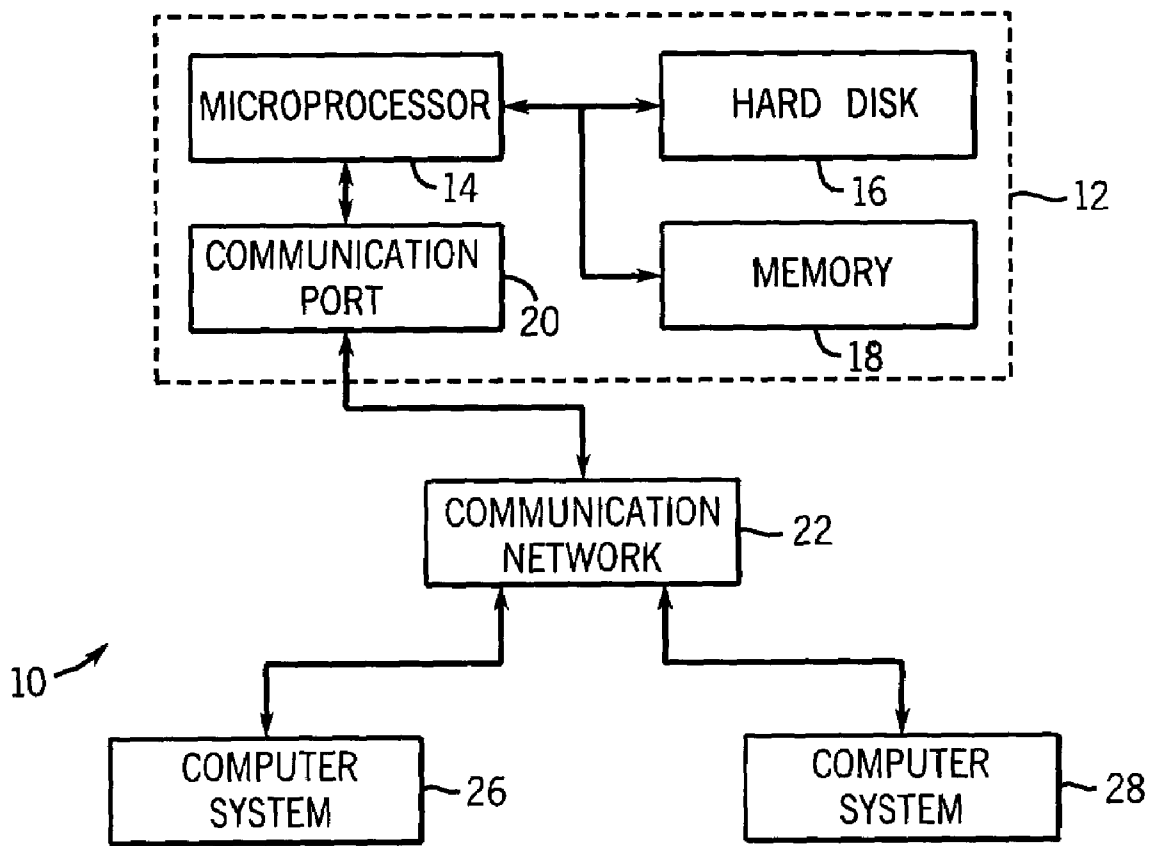 MICROPROCESSOR
HARD DISK
14
16
12
COMMUNICATION
PORT
MEMORY
20
18
COMMUNICATION
NETWORK
22
10
COMPUTER
SYSTEM
26
COMPUTER
SYSTEM
28